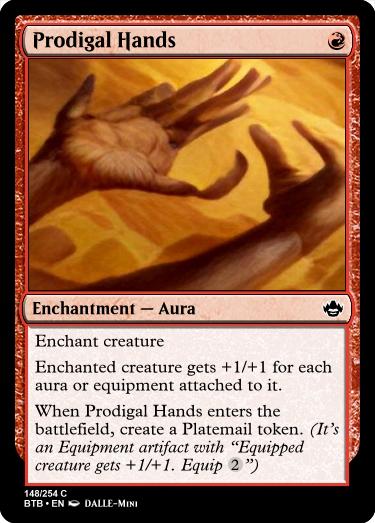 Prodigal Hands
Enchantment — Aura
Enchant creature
Enchanted creature gets +1/+1 for each
aura or equipment attached to it.
When Prodigal Hands enters the
battlefield, create a Platemail token. (It's
an Equipment artifact with “Equipped
creature gets +1/+1. Equip 2”)
148/254 C
BTB • EN DALLE-Mini